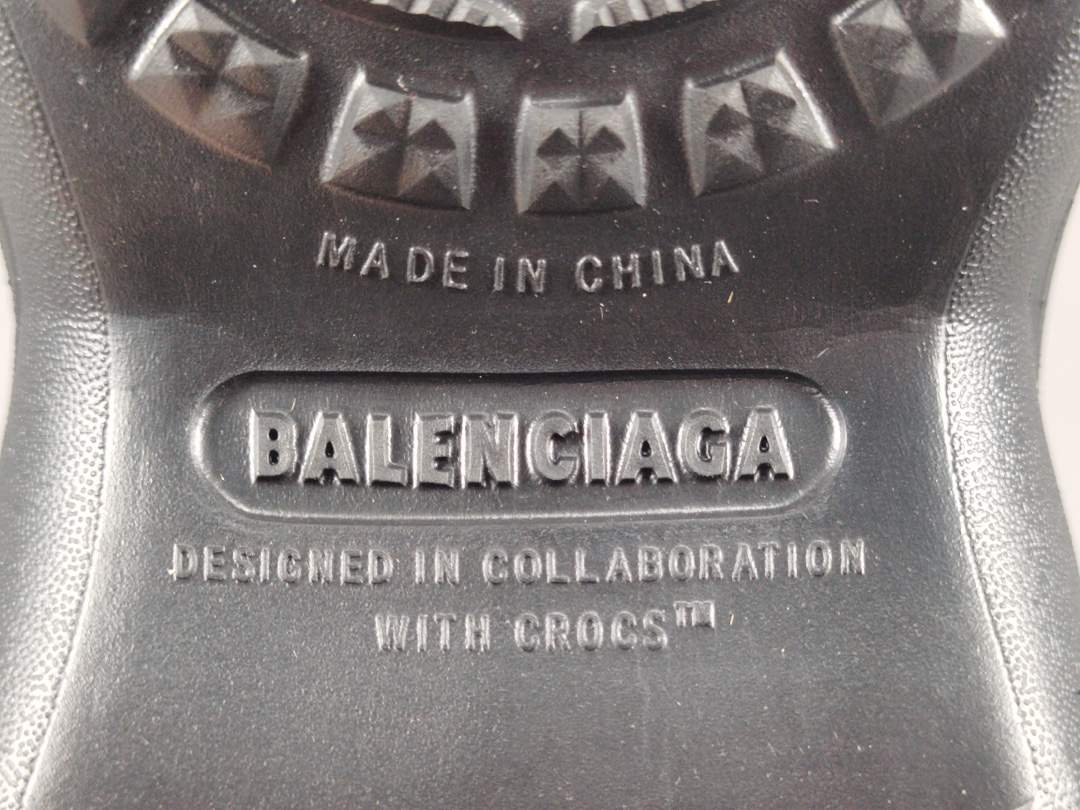 MADE IN CHINA
BALENCIAGA
DESIGNED IN COLLABORATION
WITH CROCS™